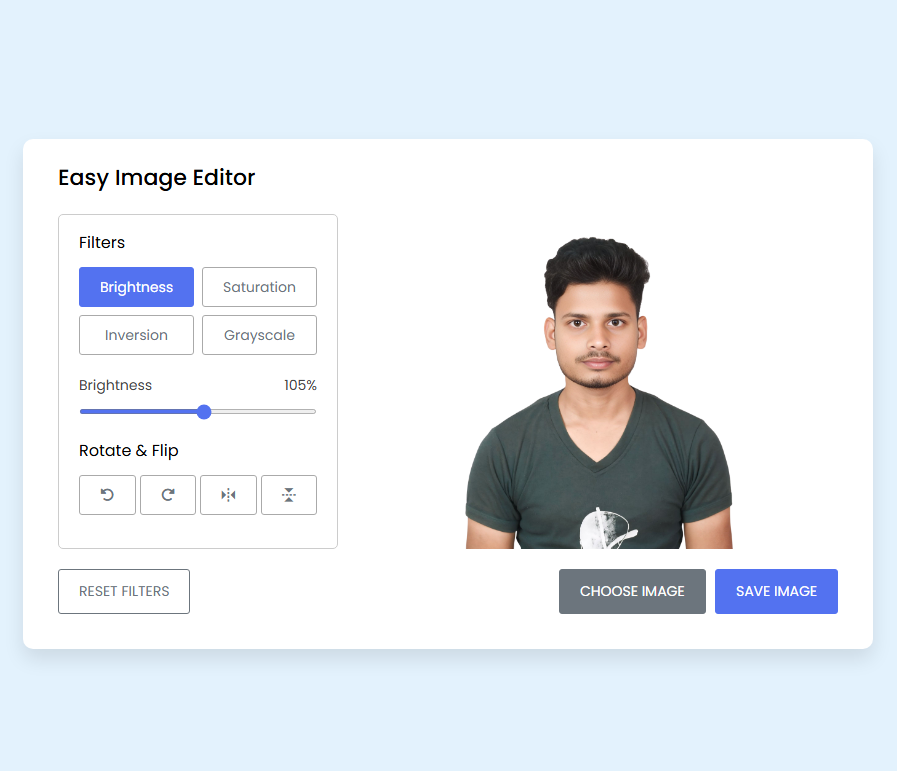 Easy Image Editor
Filters
Brightness
Saturation
Inversion
Grayscale
Brightness 105%
Rotate & Flip
RESET FILTERS
CHOOSE IMAGE
SAVE IMAGE